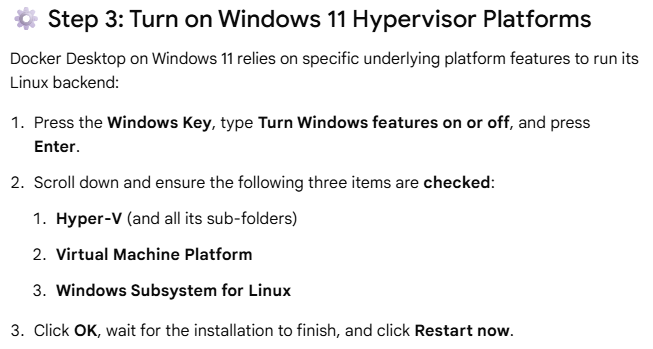 Step 3: Turn on Windows 11 Hypervisor Platforms
Docker Desktop on Windows 11 relies on specific underlying platform features to run its
Linux backend:
1. Press the Windows Key, type Turn Windows features on or off, and press
Enter.
2. Scroll down and ensure the following three items are checked:
1. Hyper-V (and all its sub-folders)
2. Virtual Machine Platform
3. Windows Subsystem for Linux
3. Click OK, wait for the installation to finish, and click Restart now.